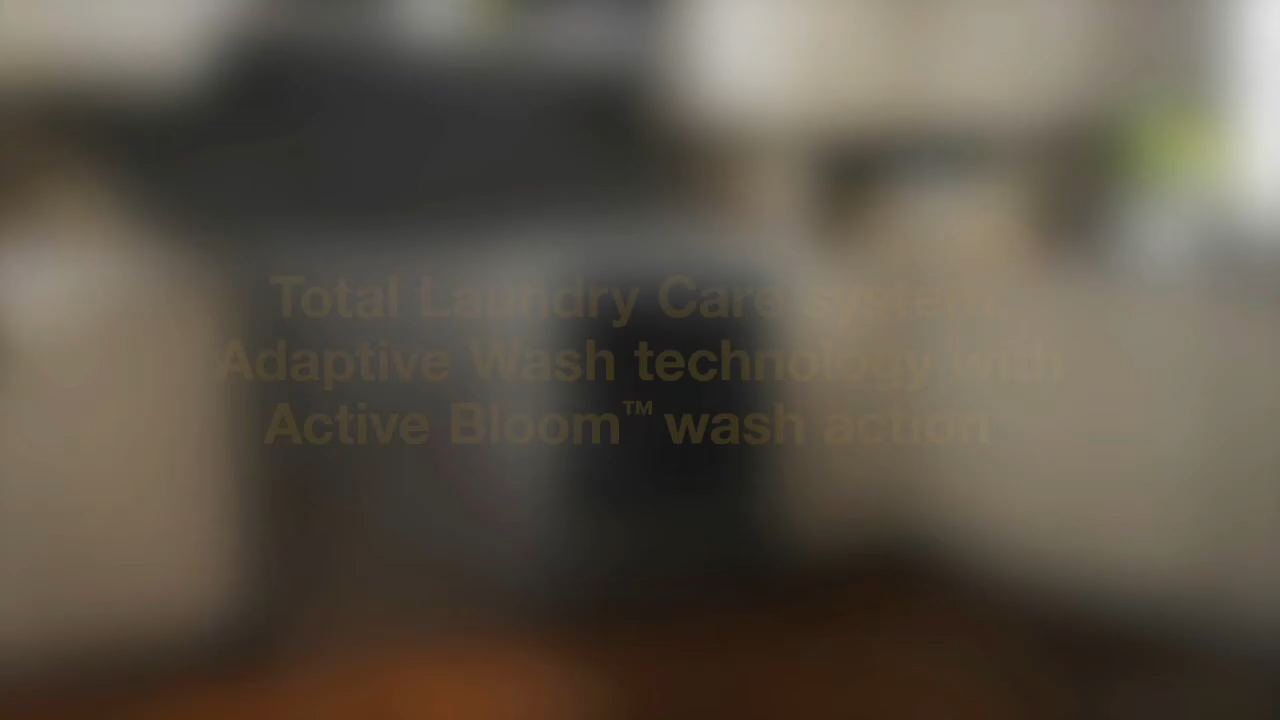 Total Laundry Care system.
Adaptive Wash technology with
Active Bloom™ wash action